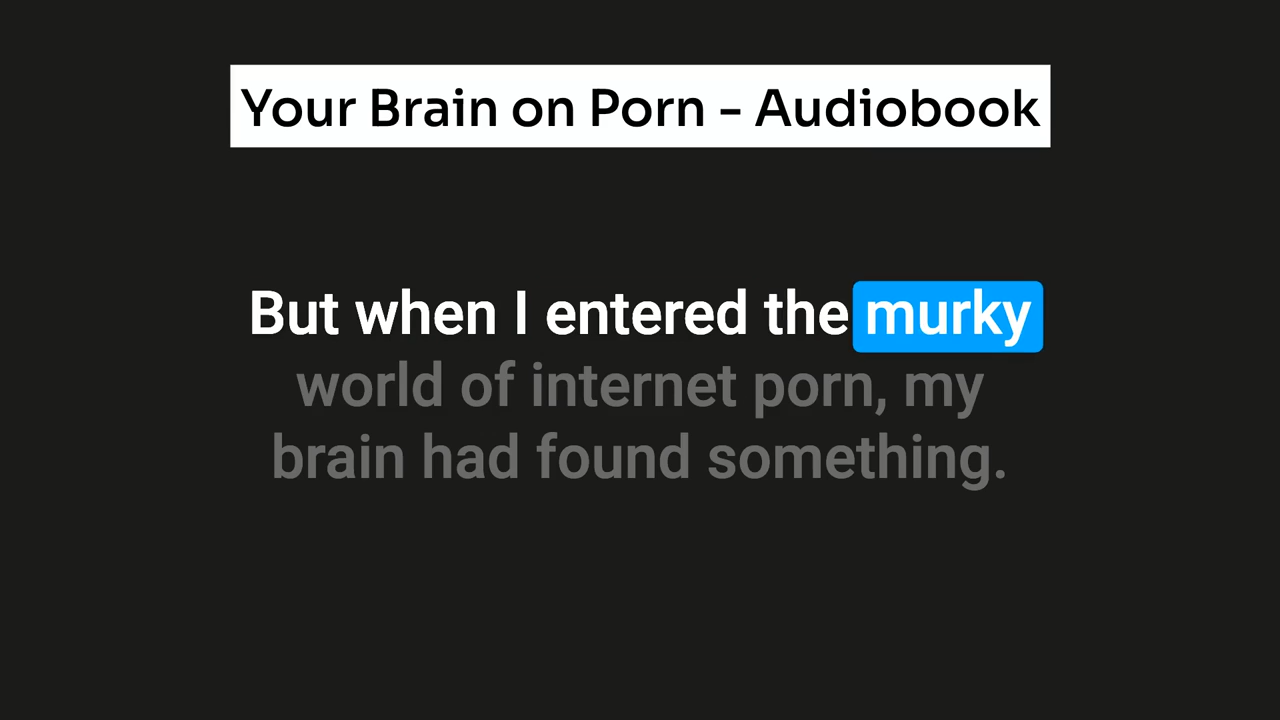 Your Brain on Porn - Audiobook
But when I entered the murky
world of internet porn, my
brain had found something.